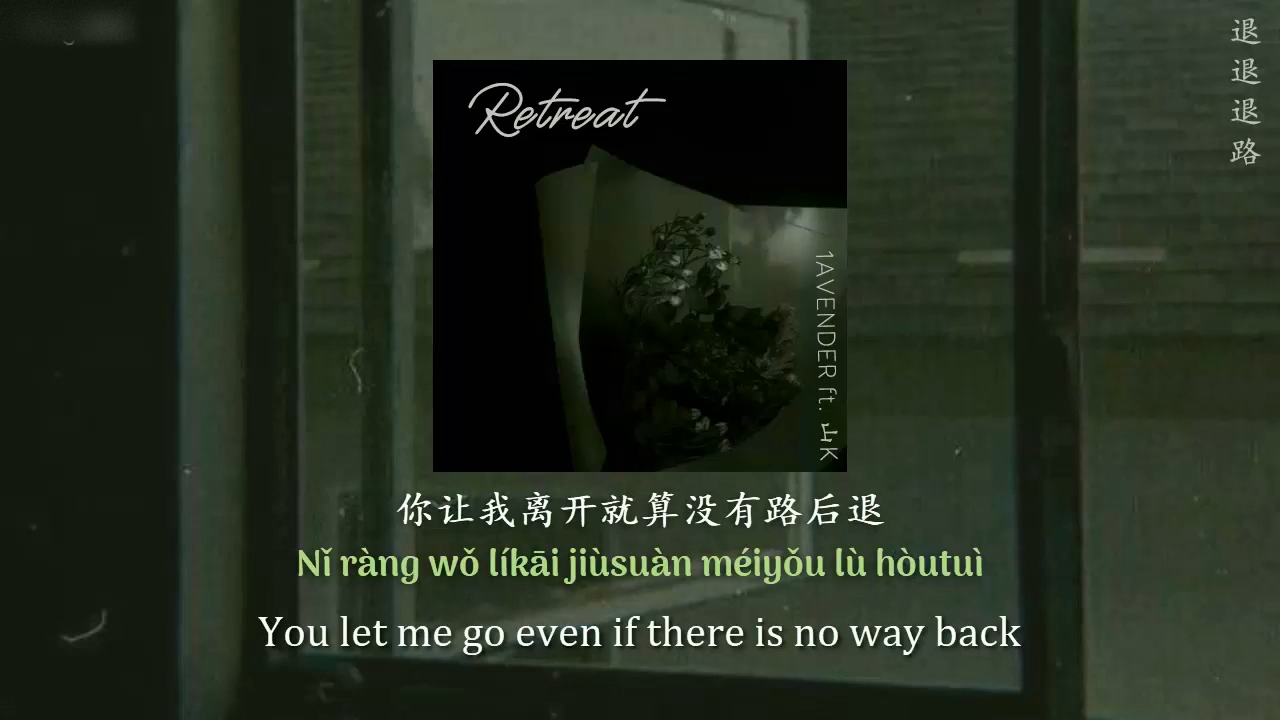 Retreat
1AVENDER ft. 屮K
退退退路
你让我离开就算没有路后退
Nǐ ràng wǒ líkāi jiùsuàn méiyǒu lù hòutuì
You let me go even if there is no way back